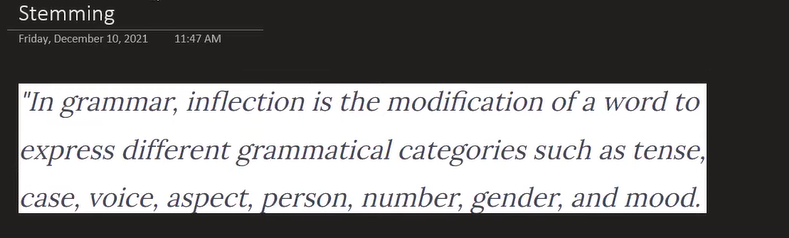 Stemming
Friday, December 10, 2021 11:47 AM
"In grammar, inflection is the modification of a word to
express different grammatical categories such as tense,
case, voice, aspect, person, number, gender, and mood.